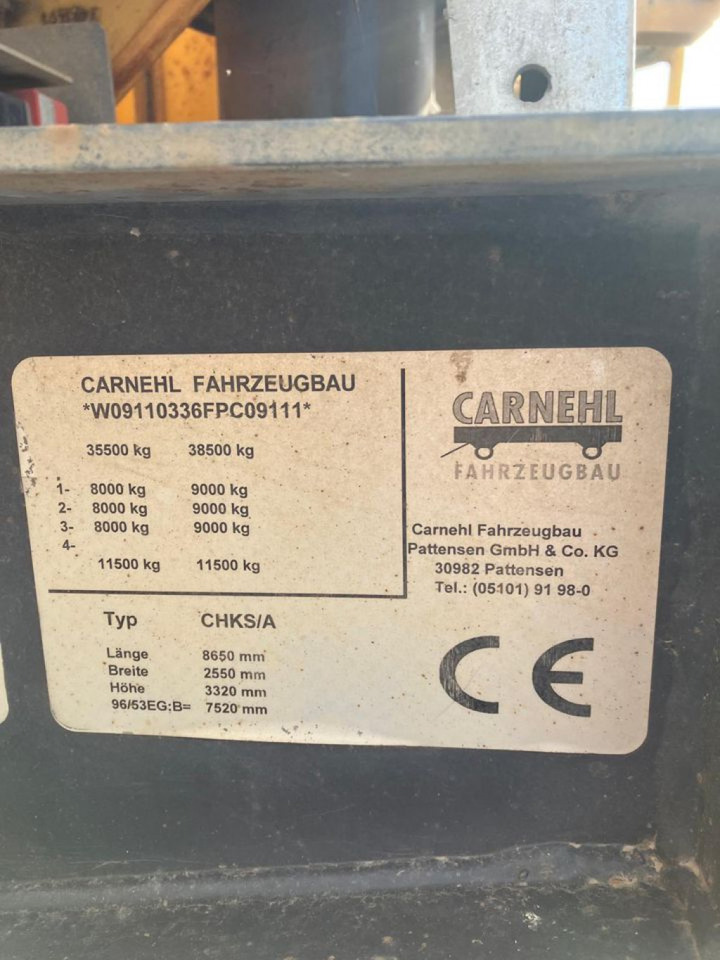 CARNEHL FAHRZEUGBAU
*W09110336FPC09111*
35500 kg 38500 kg
1- 8000 kg 9000 kg
2- 8000 kg 9000 kg
3- 8000 kg 9000 kg
4-
11500 kg 11500 kg
Typ CHKS/A
Länge 8650 mm
Breite 2550 mm
Höhe 3320 mm
96/53EG:B= 7520 mm
CARNEHL
FAHRZEUGBAU
Carnehl Fahrzeugbau
Pattensen GmbH & Co. KG
30982 Pattensen
Tel.: (05101) 91 98-0
CE